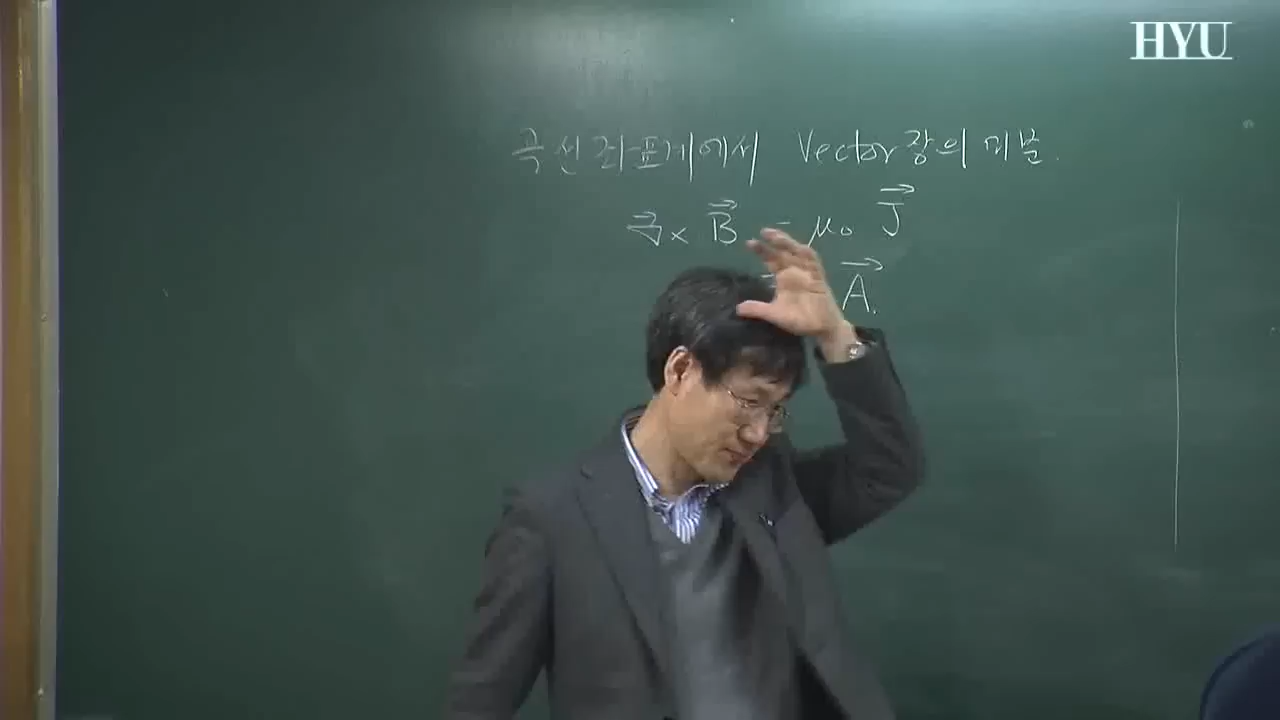 HYU
곡선좌표계에서 Vector장의 미분.
∇⃗ × B⃗ = μ₀ J⃗
A⃗.